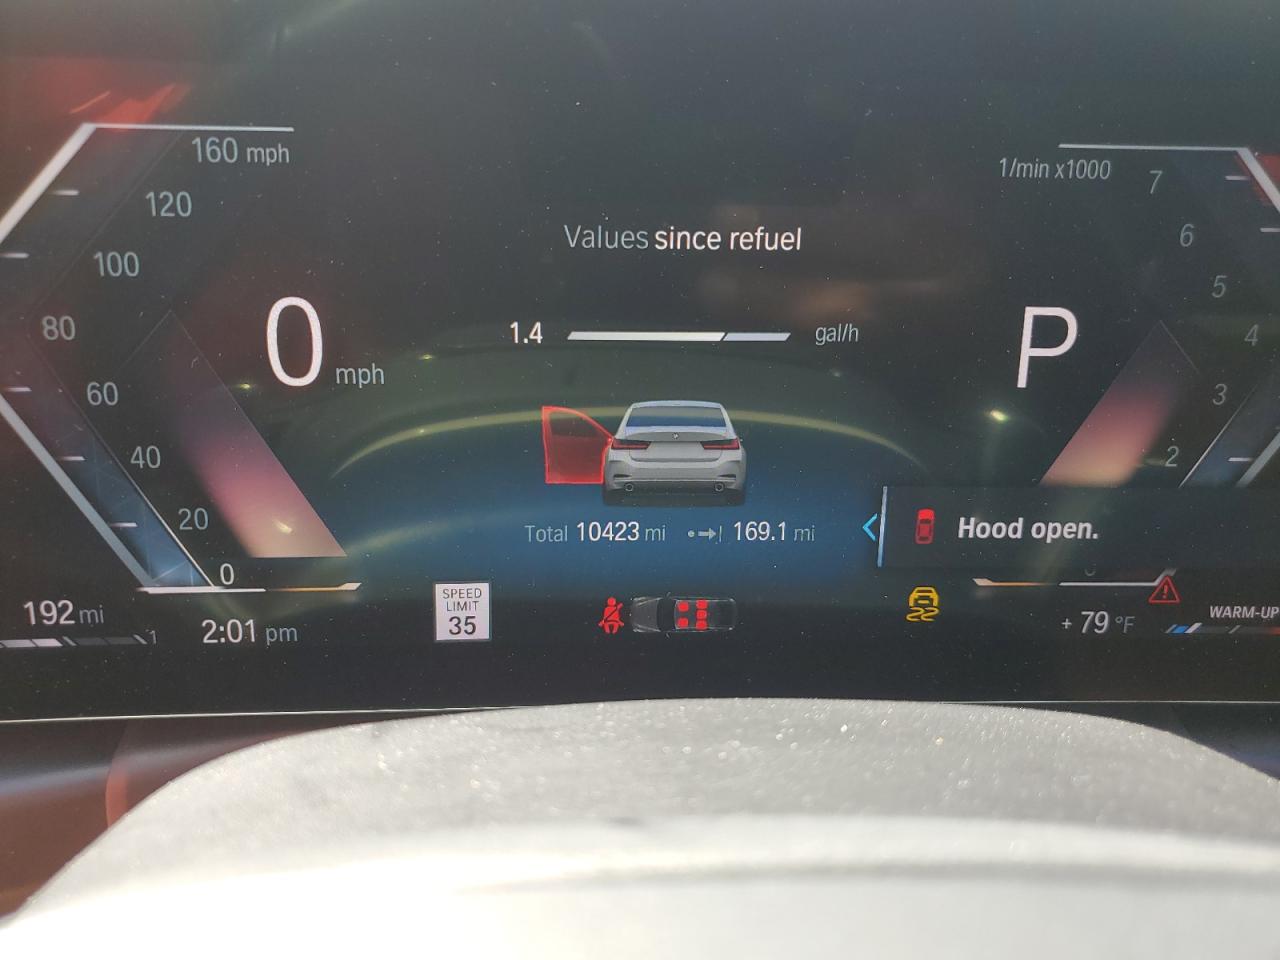 160 mph
120
100
80
60
40
20
0
0 mph
Values since refuel
1.4 gal/h
1/min x1000
7
6
5
4
3
2
P
Total 10423 mi 169.1 mi
Hood open.
192 mi
1
2:01 pm
SPEED
LIMIT
35
+ 79 °F
WARM-UP